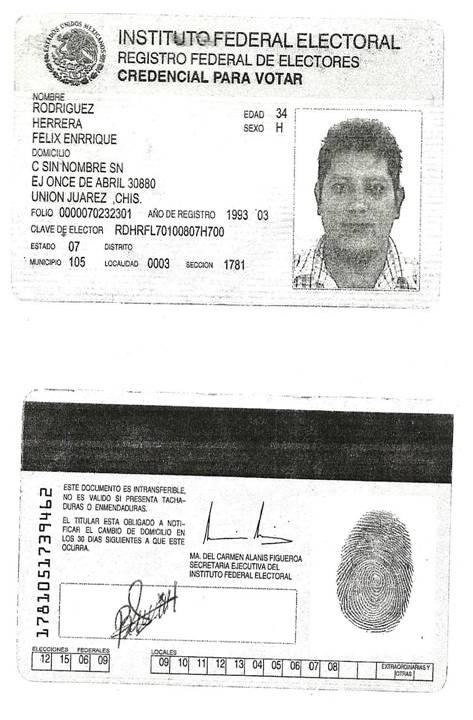 ESTADOS UNIDOS MEXICANOS
INSTITUTO FEDERAL ELECTORAL
REGISTRO FEDERAL DE ELECTORES
CREDENCIAL PARA VOTAR
NOMBRE
RODRIGUEZ
HERRERA
FELIX ENRRIQUE
EDAD 34
SEXO H
DOMICILIO
C SIN NOMBRE SN
EJ ONCE DE ABRIL 30880
UNION JUAREZ ,CHIS.
FOLIO 0000070232301 AÑO DE REGISTRO 1993 03
CLAVE DE ELECTOR RDHRFL70100807H700
ESTADO 07 DISTRITO
MUNICIPIO 105 LOCALIDAD 0003 SECCION 1781
1781051739462
ESTE DOCUMENTO ES INTRANSFERIBLE,
NO ES VALIDO SI PRESENTA TACHA-
DURAS O ENMENDADURAS.
EL TITULAR ESTA OBLIGADO A NOTI-
FICAR EL CAMBIO DE DOMICILIO EN
LOS 30 DIAS SIGUIENTES A QUE ESTE
OCURRA.
MA. DEL CARMEN ALANIS FIGUEROA
SECRETARIA EJECUTIVA DEL
INSTITUTO FEDERAL ELECTORAL
ELECCIONES FEDERALES
12 15 06 09
LOCALES
09 10 11 12 13 04 05 06 07 08
EXTRAORDINARIAS Y
OTRAS